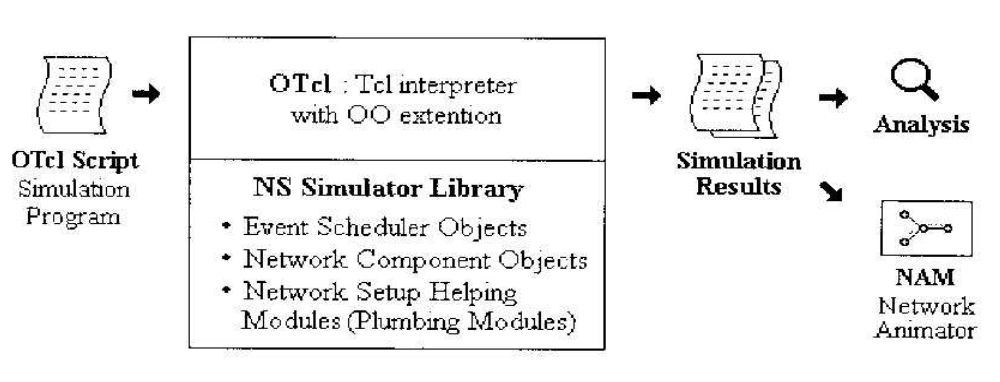 OTcl Script
Simulation
Program
OTcl : Tcl interpreter
with OO extention
NS Simulator Library
• Event Scheduler Objects
• Network Component Objects
• Network Setup Helping
Modules (Plumbing Modules)
Simulation
Results
Analysis
NAM
Network
Animator